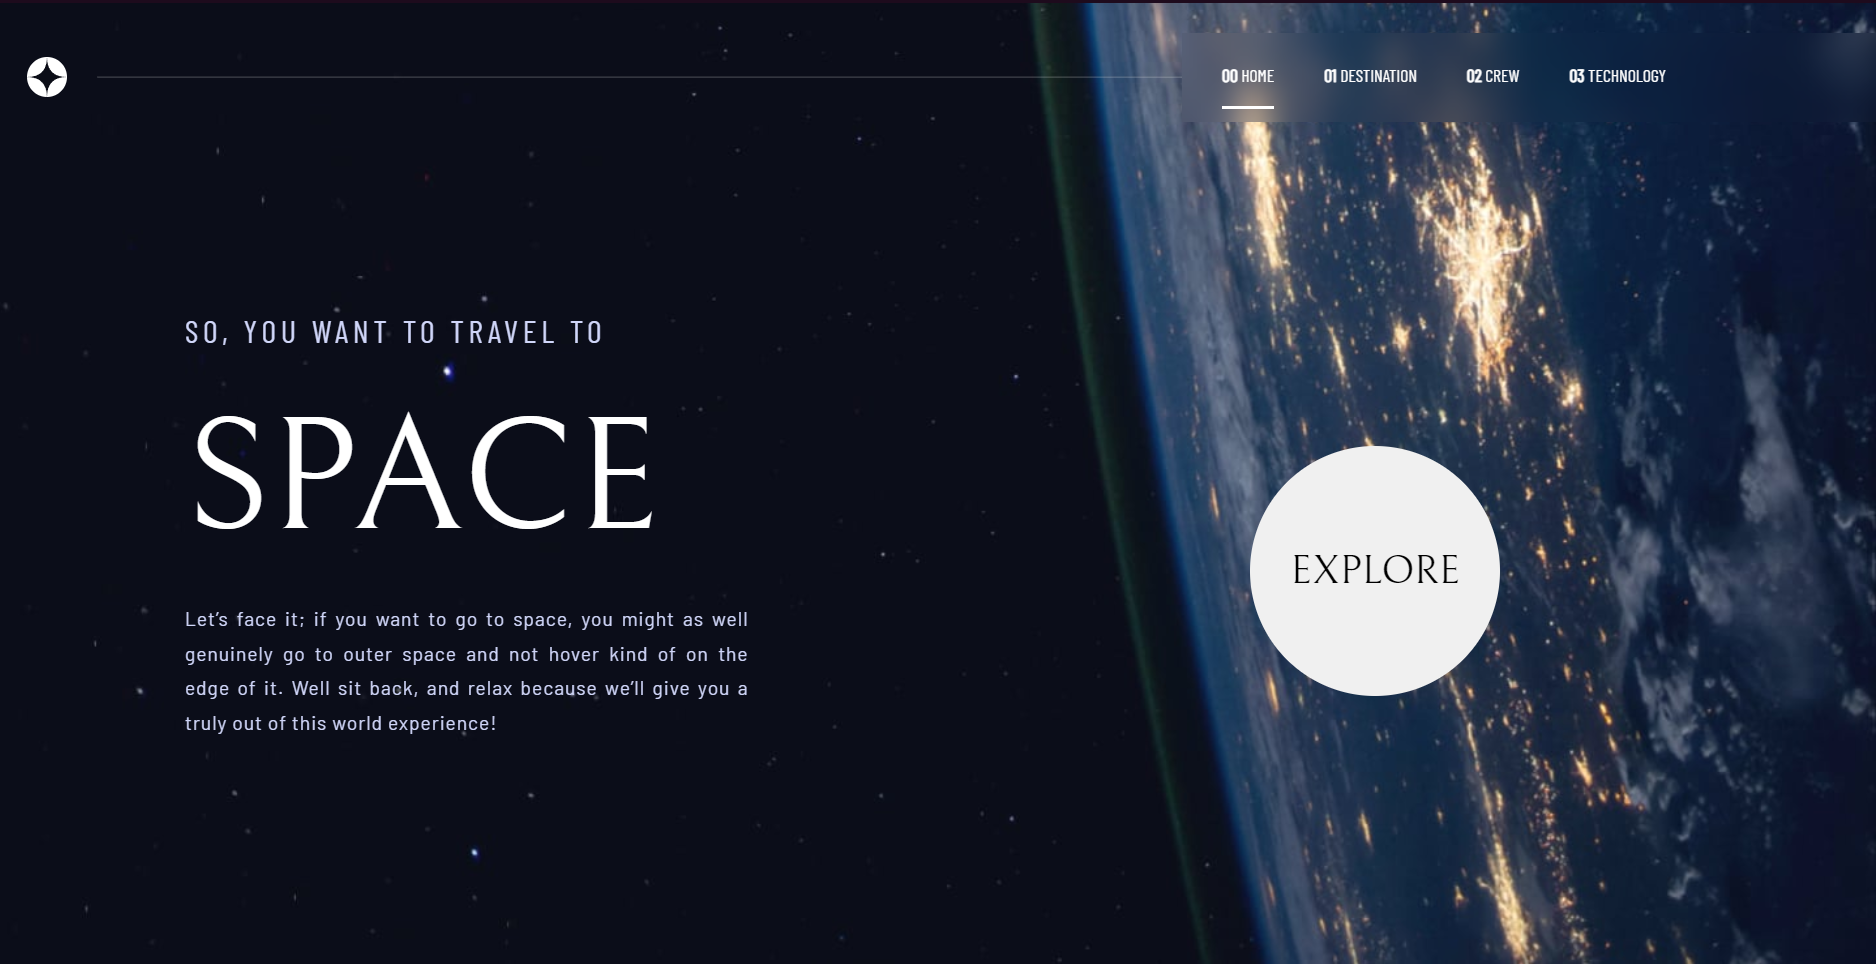 00 HOME 01 DESTINATION 02 CREW 03 TECHNOLOGY
SO, YOU WANT TO TRAVEL TO
SPACE
Let’s face it; if you want to go to space, you might as well
genuinely go to outer space and not hover kind of on the
edge of it. Well sit back, and relax because we’ll give you a
truly out of this world experience!
EXPLORE